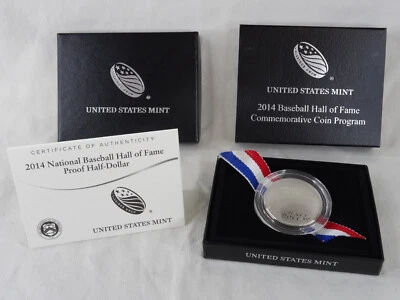 UNITED STATES MINT
UNITED STATES MINT
2014 Baseball Hall of Fame
Commemorative Coin Program
CERTIFICATE OF AUTHENTICITY
2014 National Baseball Hall of Fame
Proof Half-Dollar
UNITED STATES MINT
UNITED STATES MINT